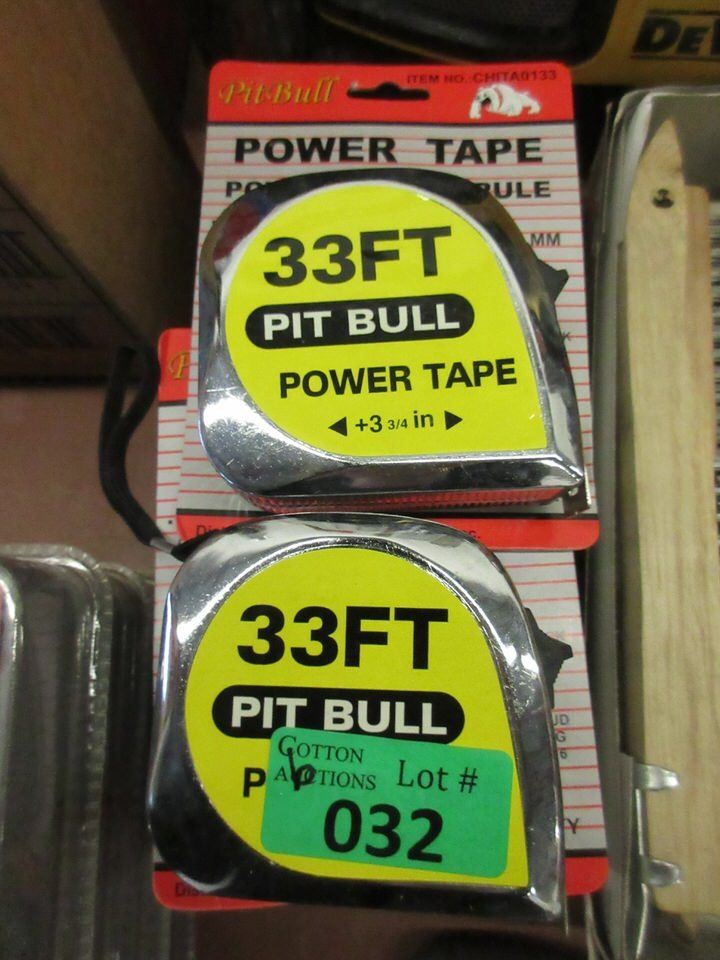 DEW
Pit-Bull
ITEM NO.:CHITA0133
POWER TAPE
RULE
MM
33FT
PIT BULL
POWER TAPE
+3 3/4 in
33FT
PIT BULL
P
COTTON
AUCTIONS Lot #
032